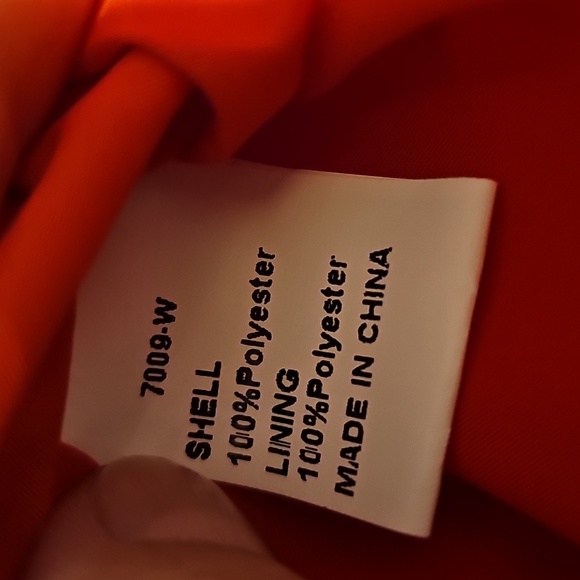 7009-W
SHELL
100%Polyester
LINING
100%Polyester
MADE IN CHINA